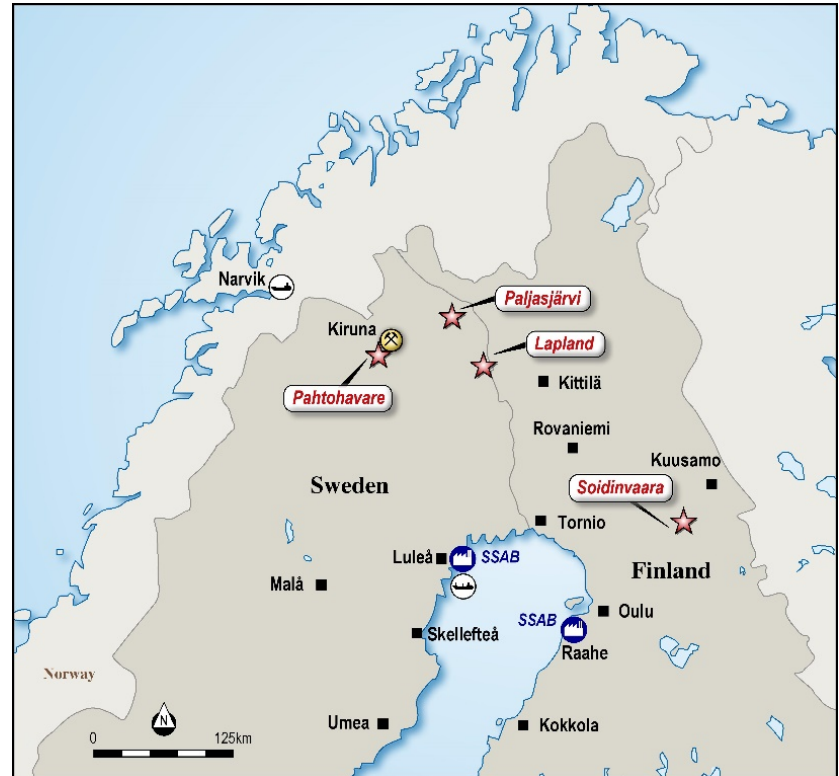 Narvik
Paljasjärvi
Kiruna
Lapland
Pahtohavare
Kittilä
Rovaniemi
Kuusamo
Sweden
Soidinvaara
Tornio
Luleå
SSAB
Finland
Malå
SSAB
Oulu
Skellefteå
Raahe
Norway
N
Umea
Kokkola
0
125km